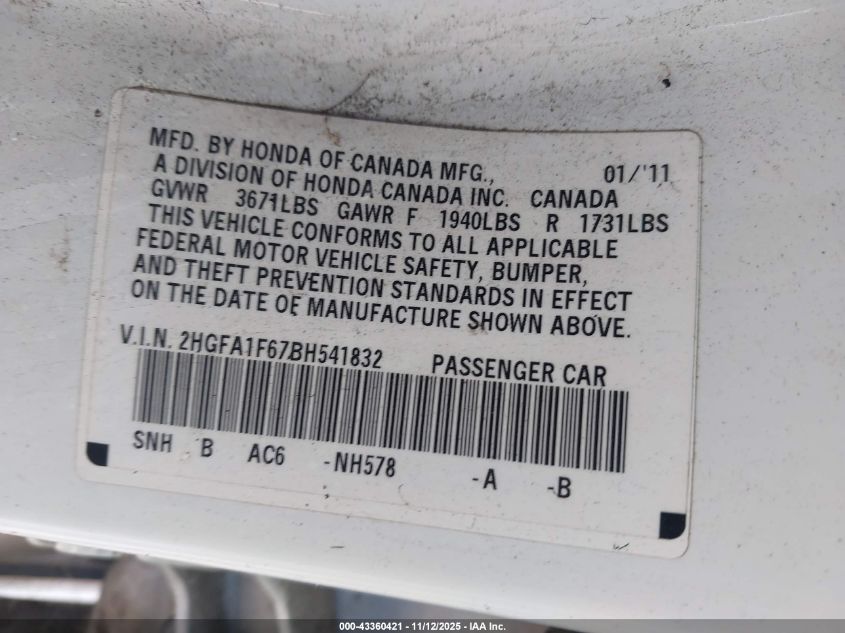 MFD. BY HONDA OF CANADA MFG., 01/'11
A DIVISION OF HONDA CANADA INC. CANADA
GVWR 3671LBS GAWR F 1940LBS R 1731LBS
THIS VEHICLE CONFORMS TO ALL APPLICABLE
FEDERAL MOTOR VEHICLE SAFETY, BUMPER,
AND THEFT PREVENTION STANDARDS IN EFFECT
ON THE DATE OF MANUFACTURE SHOWN ABOVE.
V.I.N. 2HGFA1F67BH541832 PASSENGER CAR
SNH B AC6 -NH578 -A -B
000-43360421 - 11/12/2025 - IAA Inc.